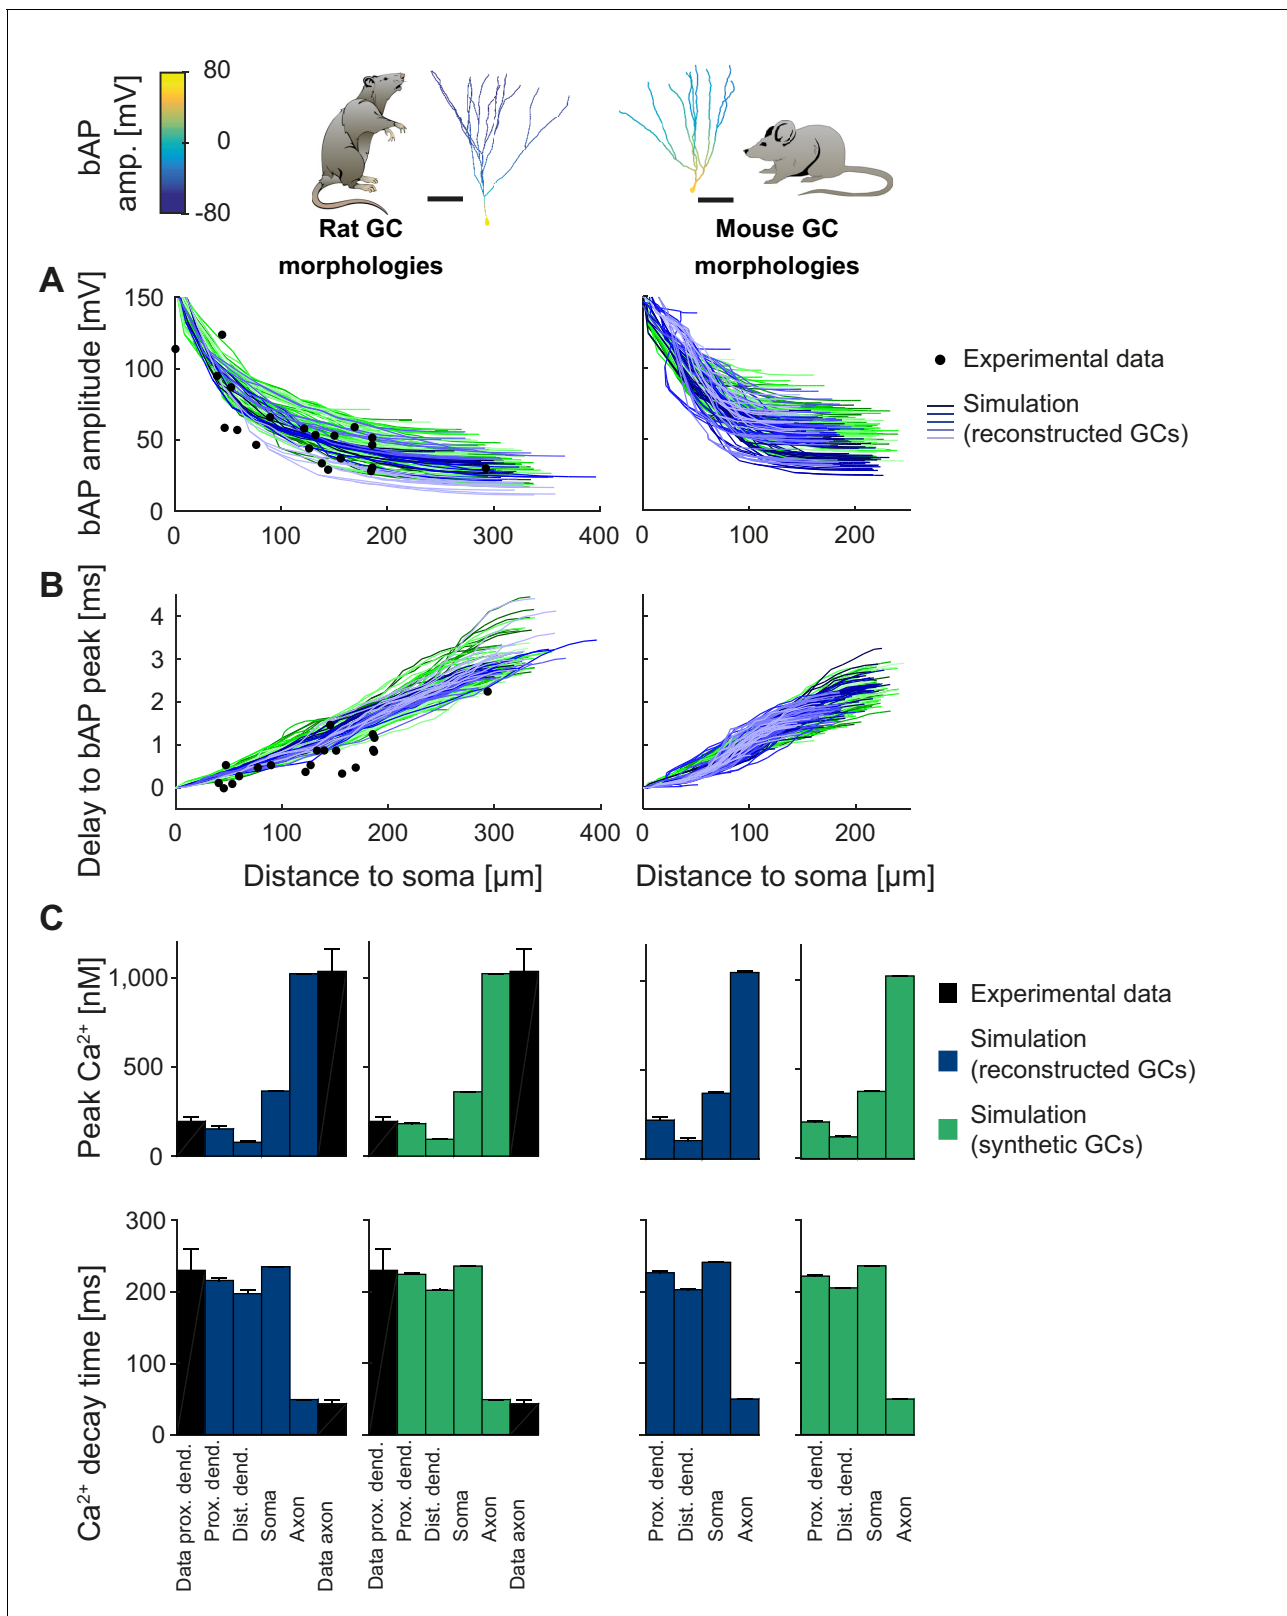 bAP
amp. [mV]
80
0
-80
Rat GC
morphologies
Mouse GC
morphologies
A
bAP amplitude [mV]
150
100
50
0
0 100 200 300 400
0 100 200
Experimental data
Simulation
(reconstructed GCs)
B
Delay to bAP peak [ms]
4
3
2
1
0
0 100 200 300 400
0 100 200
Distance to soma [µm]
Distance to soma [µm]
C
Peak Ca²⁺ [nM]
1,000
500
0
Experimental data
Simulation
(reconstructed GCs)
Simulation
(synthetic GCs)
Ca²⁺ decay time [ms]
300
200
100
0
Data prox. dend.
Prox. dend.
Dist. dend.
Soma
Axon
Data axon
Data prox. dend.
Prox. dend.
Dist. dend.
Soma
Axon
Data axon
Prox. dend.
Dist. dend.
Soma
Axon
Prox. dend.
Dist. dend.
Soma
Axon